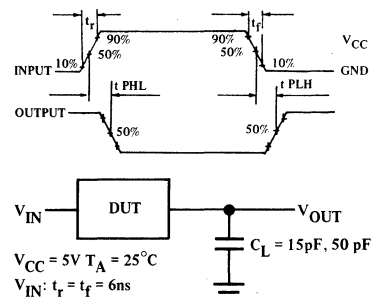 tr tf
90% 90% VCC
50% 50%
INPUT 10% 10% GND
t PHL t PLH
OUTPUT
50% 50%
VIN DUT VOUT
CL = 15pF, 50 pF
VCC = 5V TA = 25°C
VIN: tr = tf = 6ns